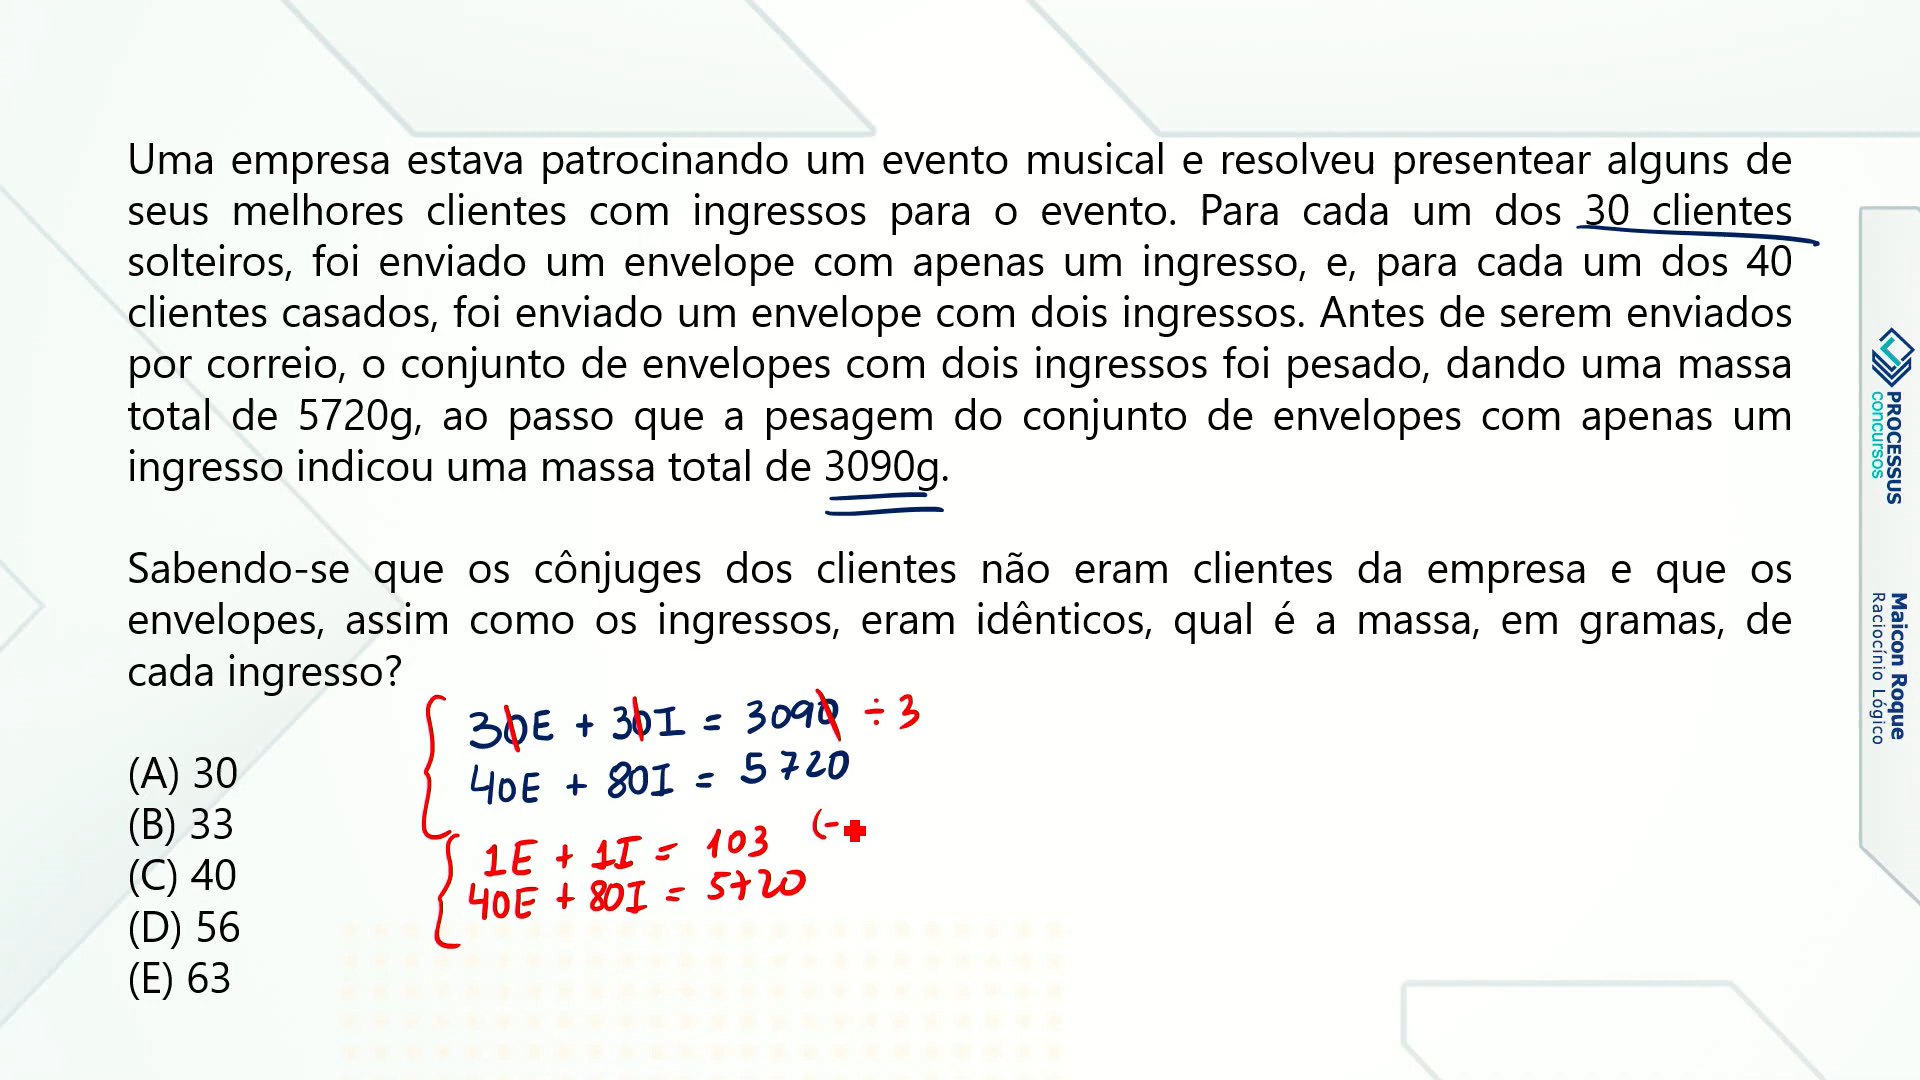 Uma empresa estava patrocinando um evento musical e resolveu presentear alguns de
seus melhores clientes com ingressos para o evento. Para cada um dos 30 clientes
solteiros, foi enviado um envelope com apenas um ingresso, e, para cada um dos 40
clientes casados, foi enviado um envelope com dois ingressos. Antes de serem enviados
por correio, o conjunto de envelopes com dois ingressos foi pesado, dando uma massa
total de 5720g, ao passo que a pesagem do conjunto de envelopes com apenas um
ingresso indicou uma massa total de 3090g.
Sabendo-se que os cônjuges dos clientes não eram clientes da empresa e que os
envelopes, assim como os ingressos, eram idênticos, qual é a massa, em gramas, de
cada ingresso?
30E + 30I = 3090 ÷ 3
40E + 80I = 5720
1E + 1I = 103 (-
40E + 80I = 5720
(A) 30
(B) 33
(C) 40
(D) 56
(E) 63
PROCESSUS
concursos
Maicon Roque
Raciocínio Lógico